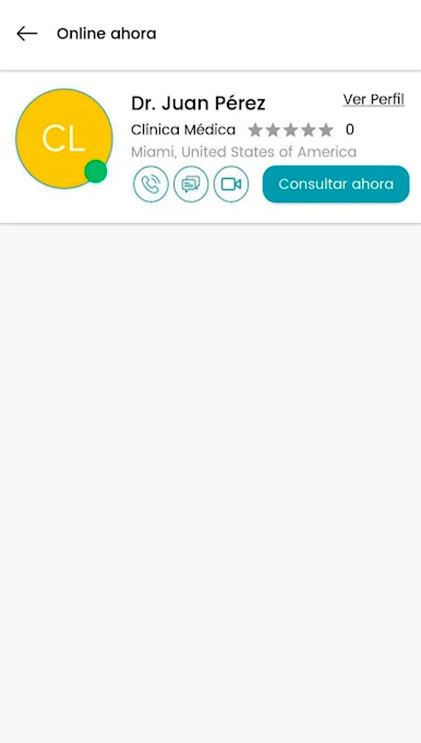 Online ahora
CL
Dr. Juan Pérez
Ver Perfil
Clínica Médica
0
Miami, United States of America
Consultar ahora